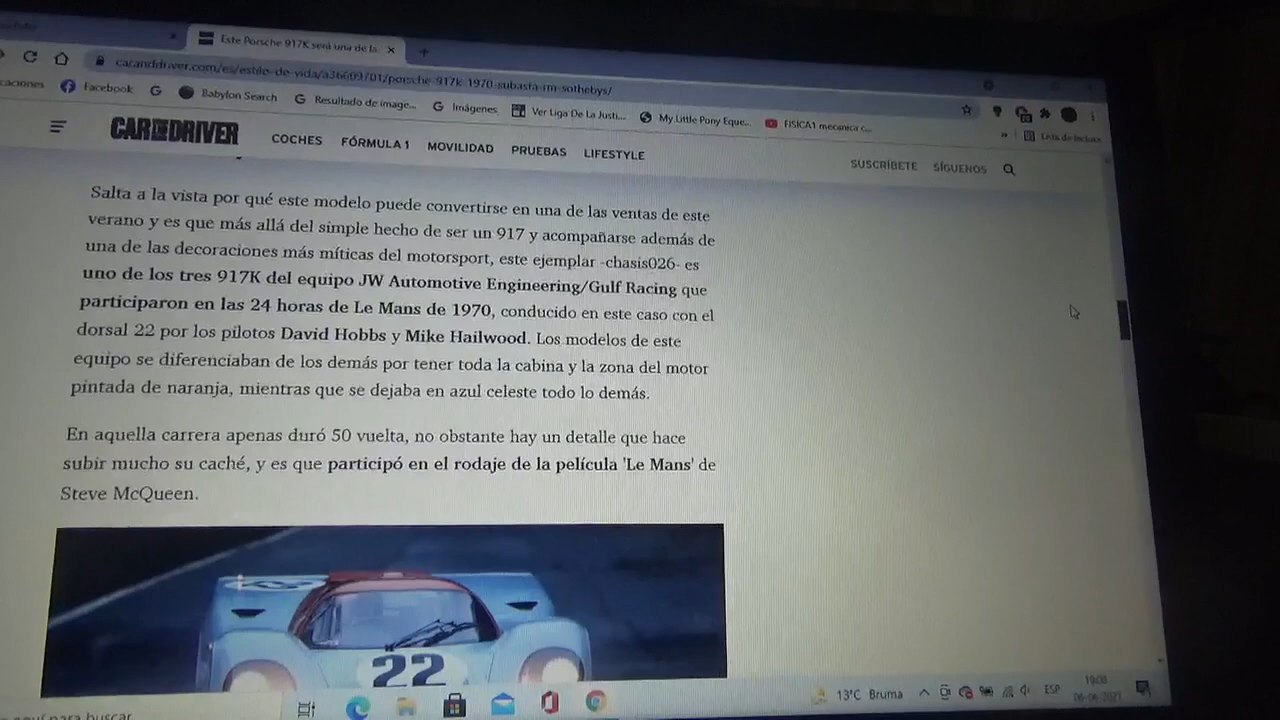 Este Porsche 917K será una de la
caranddriver.com/es/estilo-de-vida/a36609701/porsche-917k-1970-subasta-rm-sothebys/
caciones Facebook Babylon Search Resultado de image... Imágenes Ver Liga De La Justi... My Little Pony Eque... FISICA1 mecanica c... » Lista de lectura
CAR AND DRIVER COCHES FÓRMULA 1 MOVILIDAD PRUEBAS LIFESTYLE SUSCRÍBETE SÍGUENOS
Salta a la vista por qué este modelo puede convertirse en una de las ventas de este
verano y es que más allá del simple hecho de ser un 917 y acompañarse además de
una de las decoraciones más míticas del motorsport, este ejemplar -chasis026- es
uno de los tres 917K del equipo JW Automotive Engineering/Gulf Racing que
participaron en las 24 horas de Le Mans de 1970, conducido en este caso con el
dorsal 22 por los pilotos David Hobbs y Mike Hailwood. Los modelos de este
equipo se diferenciaban de los demás por tener toda la cabina y la zona del motor
pintada de naranja, mientras que se dejaba en azul celeste todo lo demás.
En aquella carrera apenas duró 50 vuelta, no obstante hay un detalle que hace
subir mucho su caché, y es que participó en el rodaje de la película 'Le Mans' de
Steve McQueen.
22
aquí para buscar
13°C Bruma ESP 19:00
06-06-2021